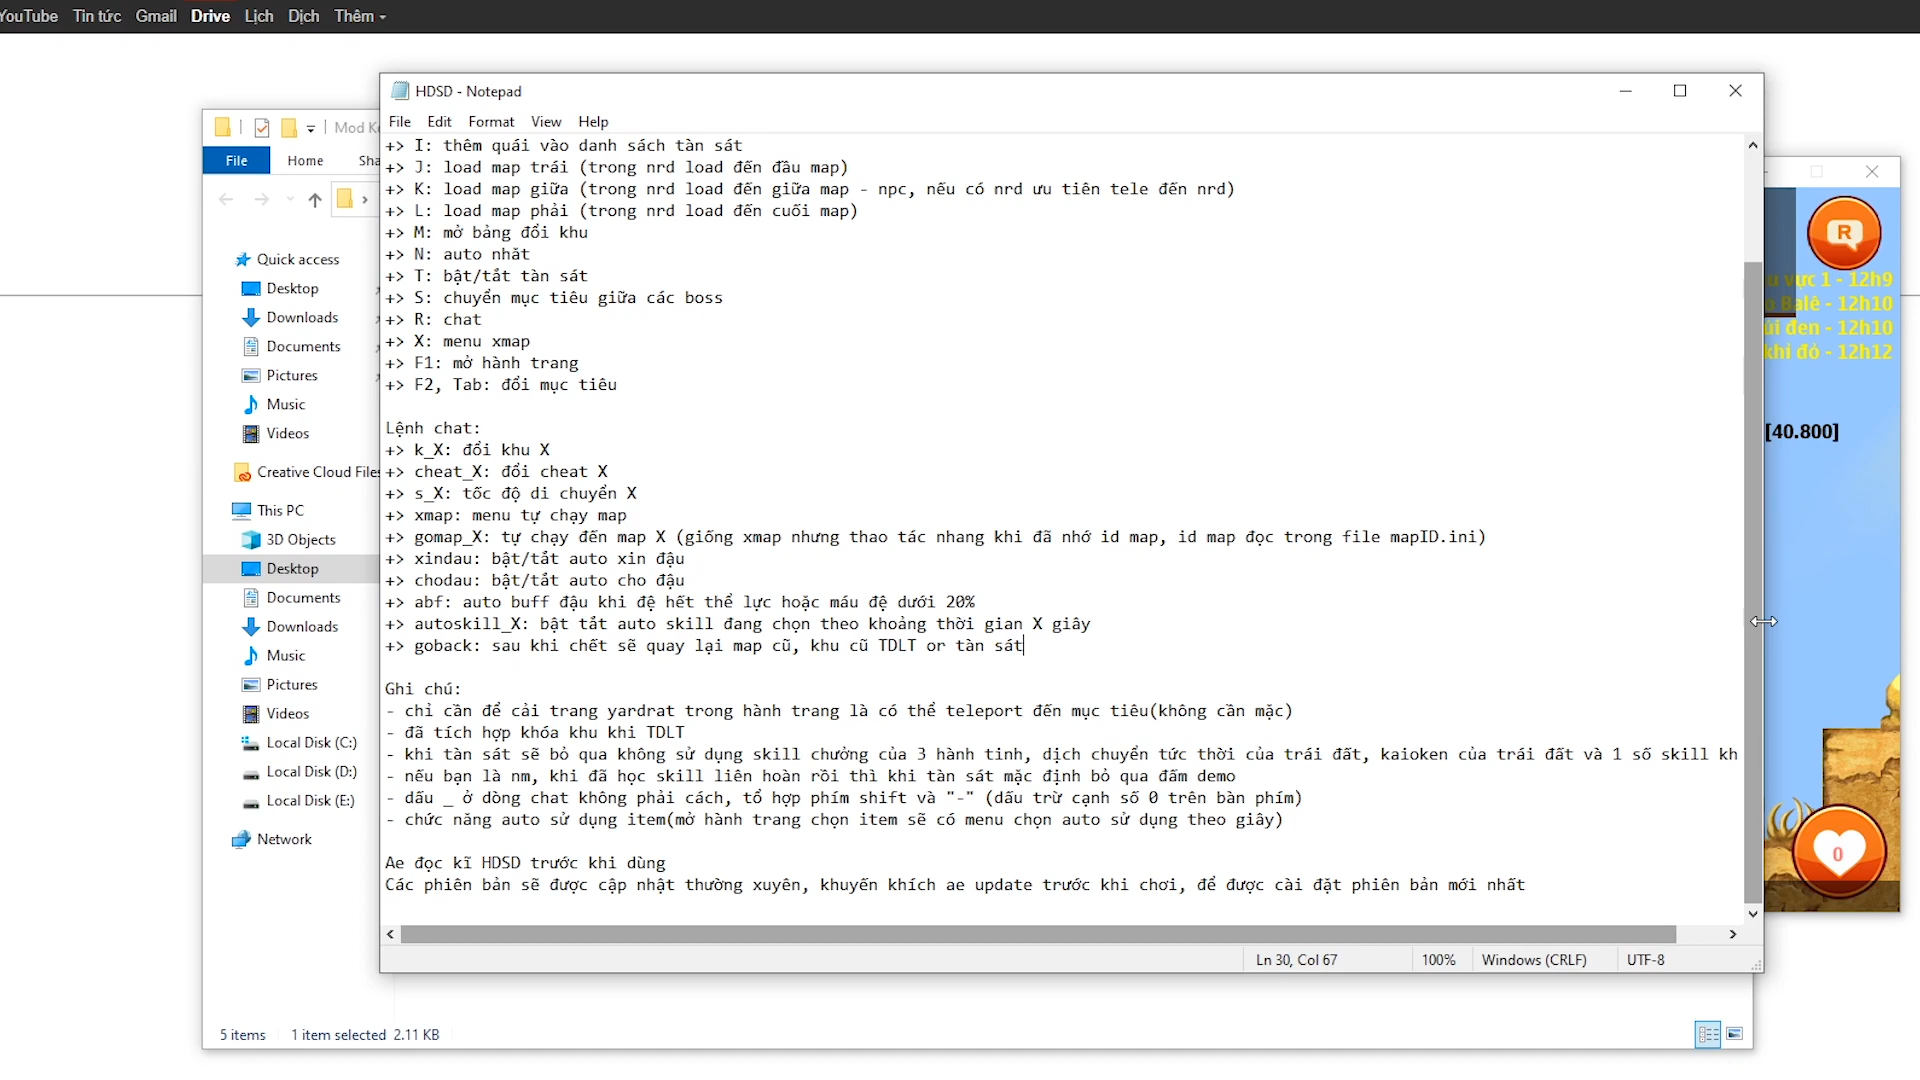 YouTube Tin tức Gmail Drive Lịch Dịch Thêm
HDSD - Notepad
File Edit Format View Help
+> I: thêm quái vào danh sách tàn sát
+> J: load map trái (trong nrd load đến đầu map)
+> K: load map giữa (trong nrd load đến giữa map - npc, nếu có nrd ưu tiên tele đến nrd)
+> L: load map phải (trong nrd load đến cuối map)
+> M: mở bảng đổi khu
+> N: auto nhăt
+> T: bật/tắt tàn sát
+> S: chuyển mục tiêu giữa các boss
+> R: chat
+> X: menu xmap
+> F1: mở hành trang
+> F2, Tab: đổi mục tiêu
Lệnh chat:
+> k_X: đổi khu X
+> cheat_X: đổi cheat X
+> s_X: tốc độ di chuyển X
+> xmap: menu tự chạy map
+> gomap_X: tự chạy đến map X (giống xmap nhưng thao tác nhang khi đã nhớ id map, id map đọc trong file mapID.ini)
+> xindau: bật/tắt auto xin đậu
+> chodau: bật/tắt auto cho đậu
+> abf: auto buff đậu khi đệ hết thể lực hoặc máu đệ dưới 20%
+> autoskill_X: bật tắt auto skill đang chọn theo khoảng thời gian X giây
+> goback: sau khi chết sẽ quay lại map cũ, khu cũ TDLT or tàn sát
Ghi chú:
- chỉ cần để cải trang yardrat trong hành trang là có thể teleport đến mục tiêu(không cần mặc)
- đã tích hợp khóa khu khi TDLT
- khi tàn sát sẽ bỏ qua không sử dụng skill chưởng của 3 hành tinh, dịch chuyển tức thời của trái đất, kaioken của trái đất và 1 số skill kh
- nếu bạn là nm, khi đã học skill liên hoàn rồi thì khi tàn sát mặc định bỏ qua đấm demo
- dấu _ ở dòng chat không phải cách, tổ hợp phím shift và "-" (dấu trừ cạnh số 0 trên bàn phím)
- chức năng auto sử dụng item(mở hành trang chọn item sẽ có menu chọn auto sử dụng theo giây)
Ae đọc kĩ HDSD trước khi dùng
Các phiên bản sẽ được cập nhật thường xuyên, khuyến khích ae update trước khi chơi, để được cài đặt phiên bản mới nhất
Ln 30, Col 67 100% Windows (CRLF) UTF-8
Mod
File Home Sha
Quick access
Desktop
Downloads
Documents
Pictures
Music
Videos
Creative Cloud Files
This PC
3D Objects
Desktop
Documents
Downloads
Music
Pictures
Videos
Local Disk (C:)
Local Disk (D:)
Local Disk (E:)
Network
5 items 1 item selected 2.11 KB
R
vực 1 - 12h9
Balê - 12h10
úi đen - 12h10
khỉ đỏ - 12h12
[40.800]
0